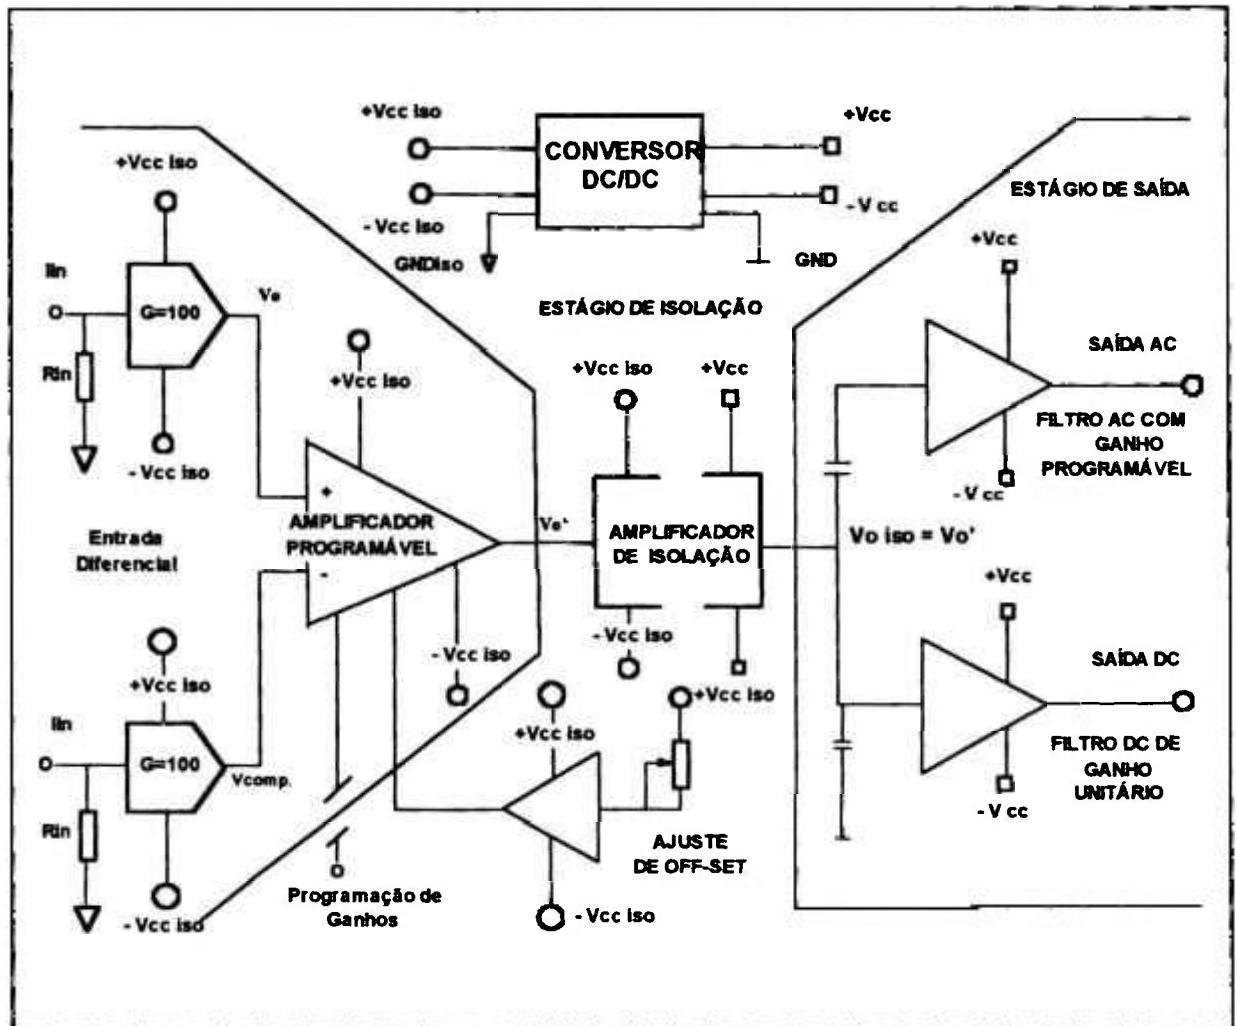 +Vcc iso
+Vcc
CONVERSOR
DC/DC
- Vcc iso
- V cc
GNDiso
GND
ESTÁGIO DE SAÍDA
ESTÁGIO DE ISOLAÇÃO
+Vcc iso
Iin
G=100
Vo
Rin
- Vcc iso
+Vcc iso
+
AMPLIFICADOR
PROGRAMÁVEL
-
Vo'
- Vcc iso
Entrada
Diferencial
+Vcc iso
Iin
G=100
Vcomp.
Rin
- Vcc iso
Programação de
Ganhos
+Vcc iso
+Vcc
AMPLIFICADOR
DE ISOLAÇÃO
- Vcc iso
+Vcc iso
+Vcc iso
- Vcc iso
AJUSTE
DE OFF-SET
Vo iso = Vo'
+Vcc
SAÍDA AC
FILTRO AC COM
GANHO
PROGRAMÁVEL
- V cc
+Vcc
SAÍDA DC
FILTRO DC DE
GANHO
UNITÁRIO
- V cc